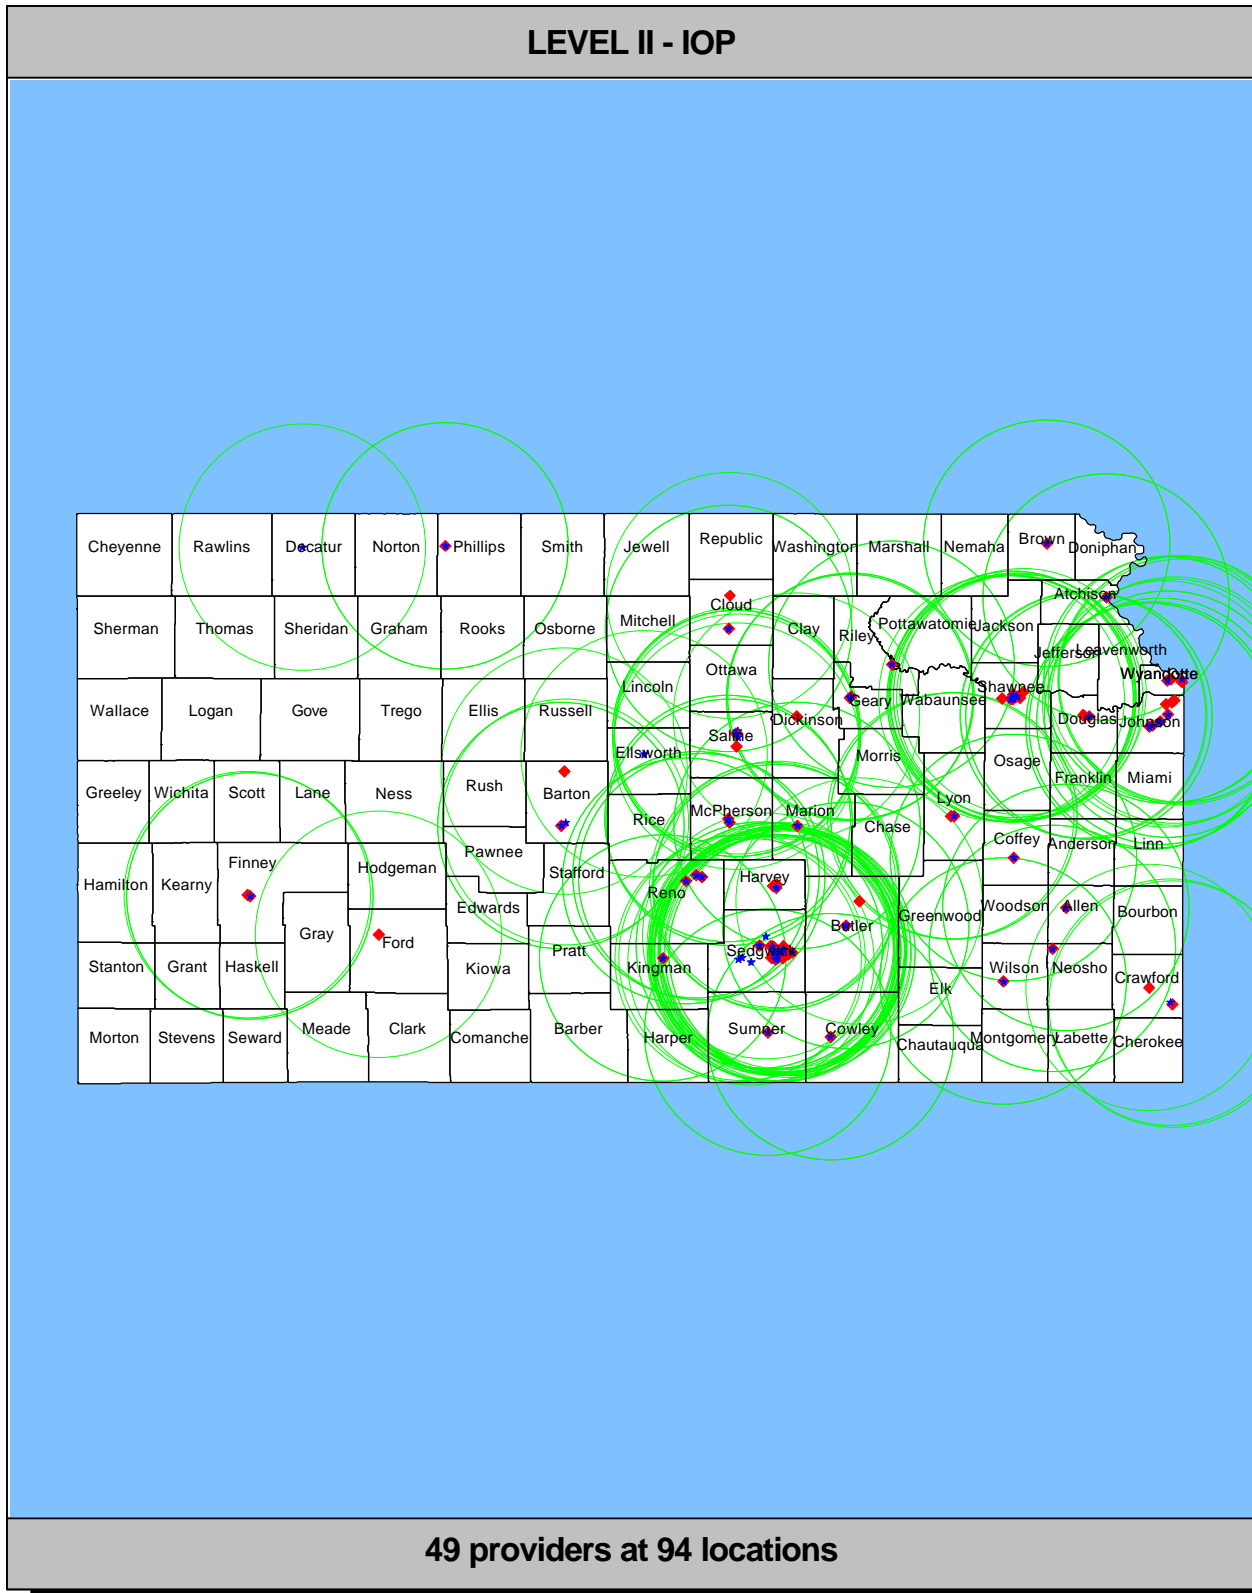 LEVEL II - IOP
Cheyenne Rawlins Decatur Norton Phillips Smith Jewell Republic Washington Marshall Nemaha Brown Doniphan
Cloud Atchison
Sherman Thomas Sheridan Graham Rooks Osborne Mitchell Clay Riley Pottawatomie Jackson
Jefferson Leavenworth
Ottawa Wyandotte
Lincoln Shawnee
Wallace Logan Gove Trego Ellis Russell Geary Wabaunsee
Dickinson Douglas Johnson
Saline
Ellsworth Morris Osage Franklin Miami
Greeley Wichita Scott Lane Ness Rush Barton Lyon
Rice McPherson Marion Chase
Pawnee Coffey Anderson Linn
Finney Hodgeman Stafford Harvey
Hamilton Kearny Reno
Edwards Woodson Allen Bourbon
Gray Ford Greenwood Butler
Stanton Grant Haskell Kiowa Pratt Kingman Sedgwick Wilson Neosho Crawford
Elk
Morton Stevens Seward Meade Clark Comanche Barber Harper Sumner Cowley Chautauqua Montgomery Labette Cherokee
49 providers at 94 locations